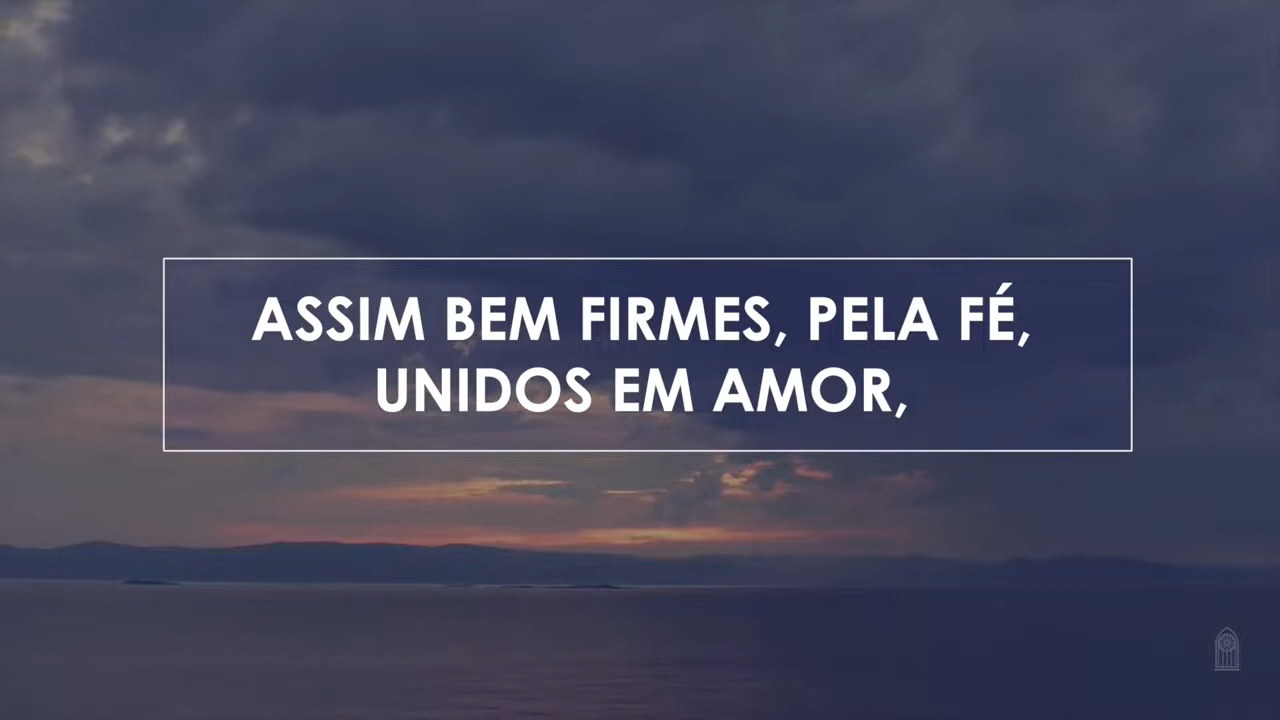 ASSIM BEM FIRMES, PELA FÉ,
UNIDOS EM AMOR,